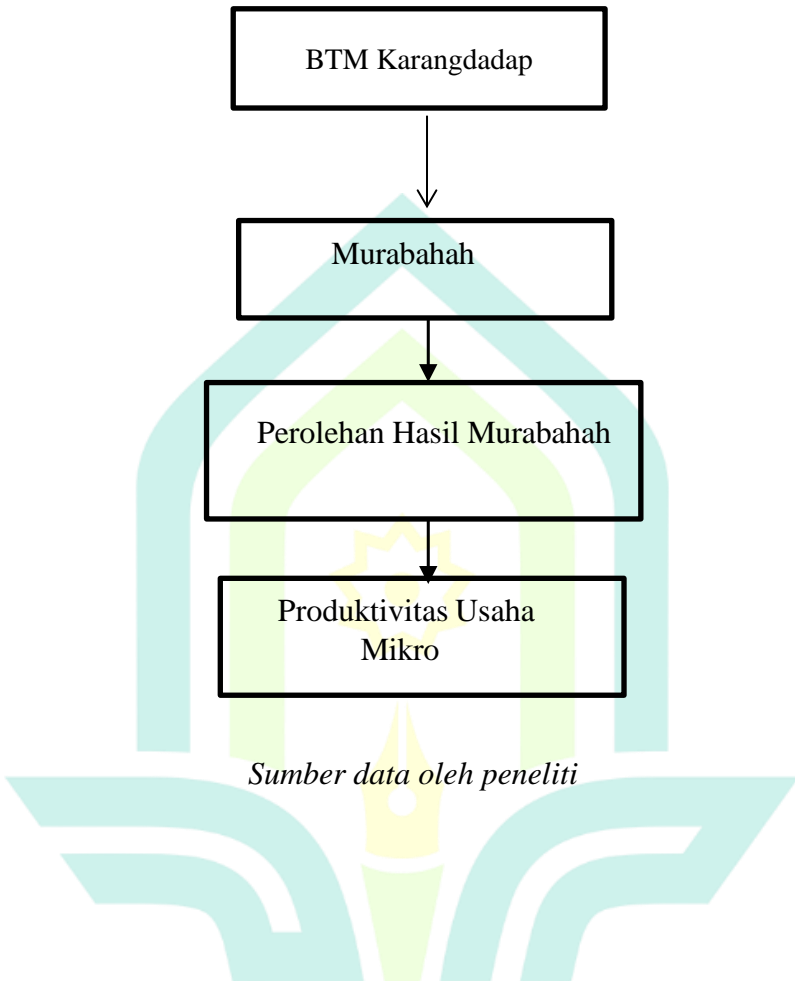 BTM Karangdadap
Murabahah
Perolehan Hasil Murabahah
Produktivitas Usaha
Mikro
Sumber data oleh peneliti